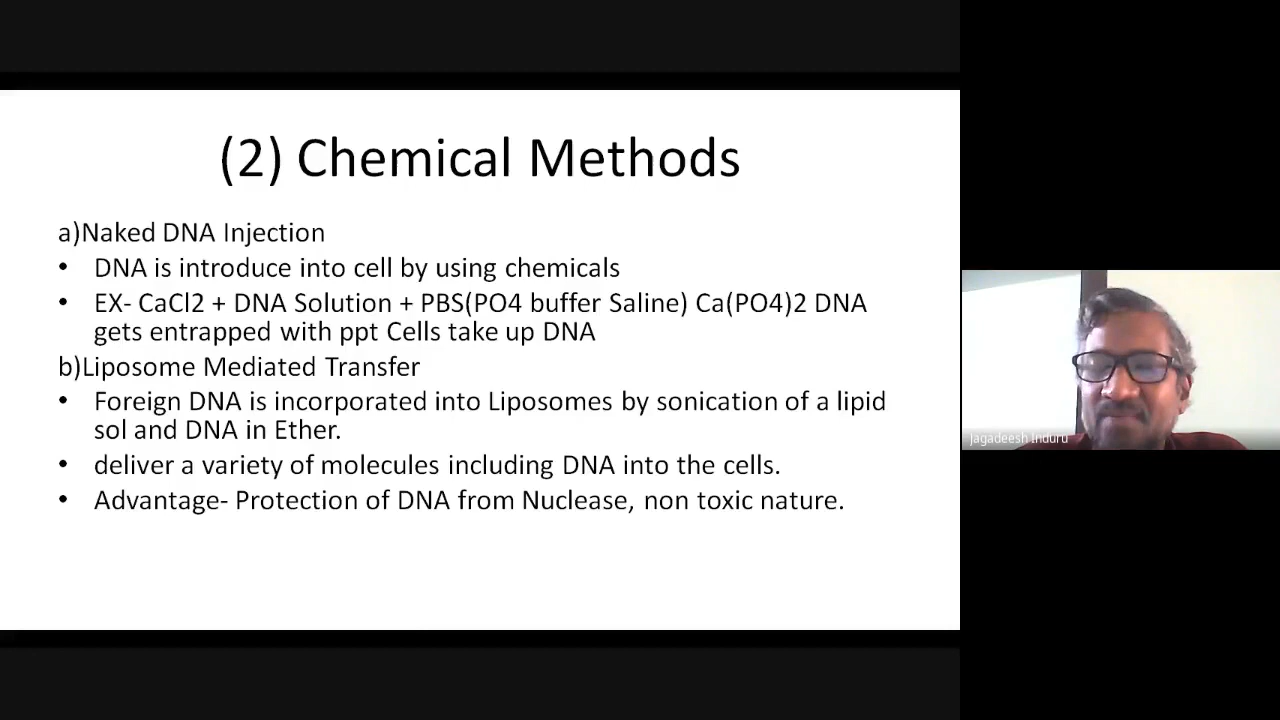 (2) Chemical Methods
a)Naked DNA Injection
• DNA is introduce into cell by using chemicals
• EX- CaCl2 + DNA Solution + PBS(PO4 buffer Saline) Ca(PO4)2 DNA
gets entrapped with ppt Cells take up DNA
b)Liposome Mediated Transfer
• Foreign DNA is incorporated into Liposomes by sonication of a lipid
sol and DNA in Ether.
• deliver a variety of molecules including DNA into the cells.
• Advantage- Protection of DNA from Nuclease, non toxic nature.
Jagadeesh Induru